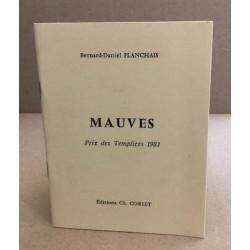 Bernard-Daniel PLANCHAIS
MAUVES
Prix des Templiers 1981
Editions Ch. CORLET